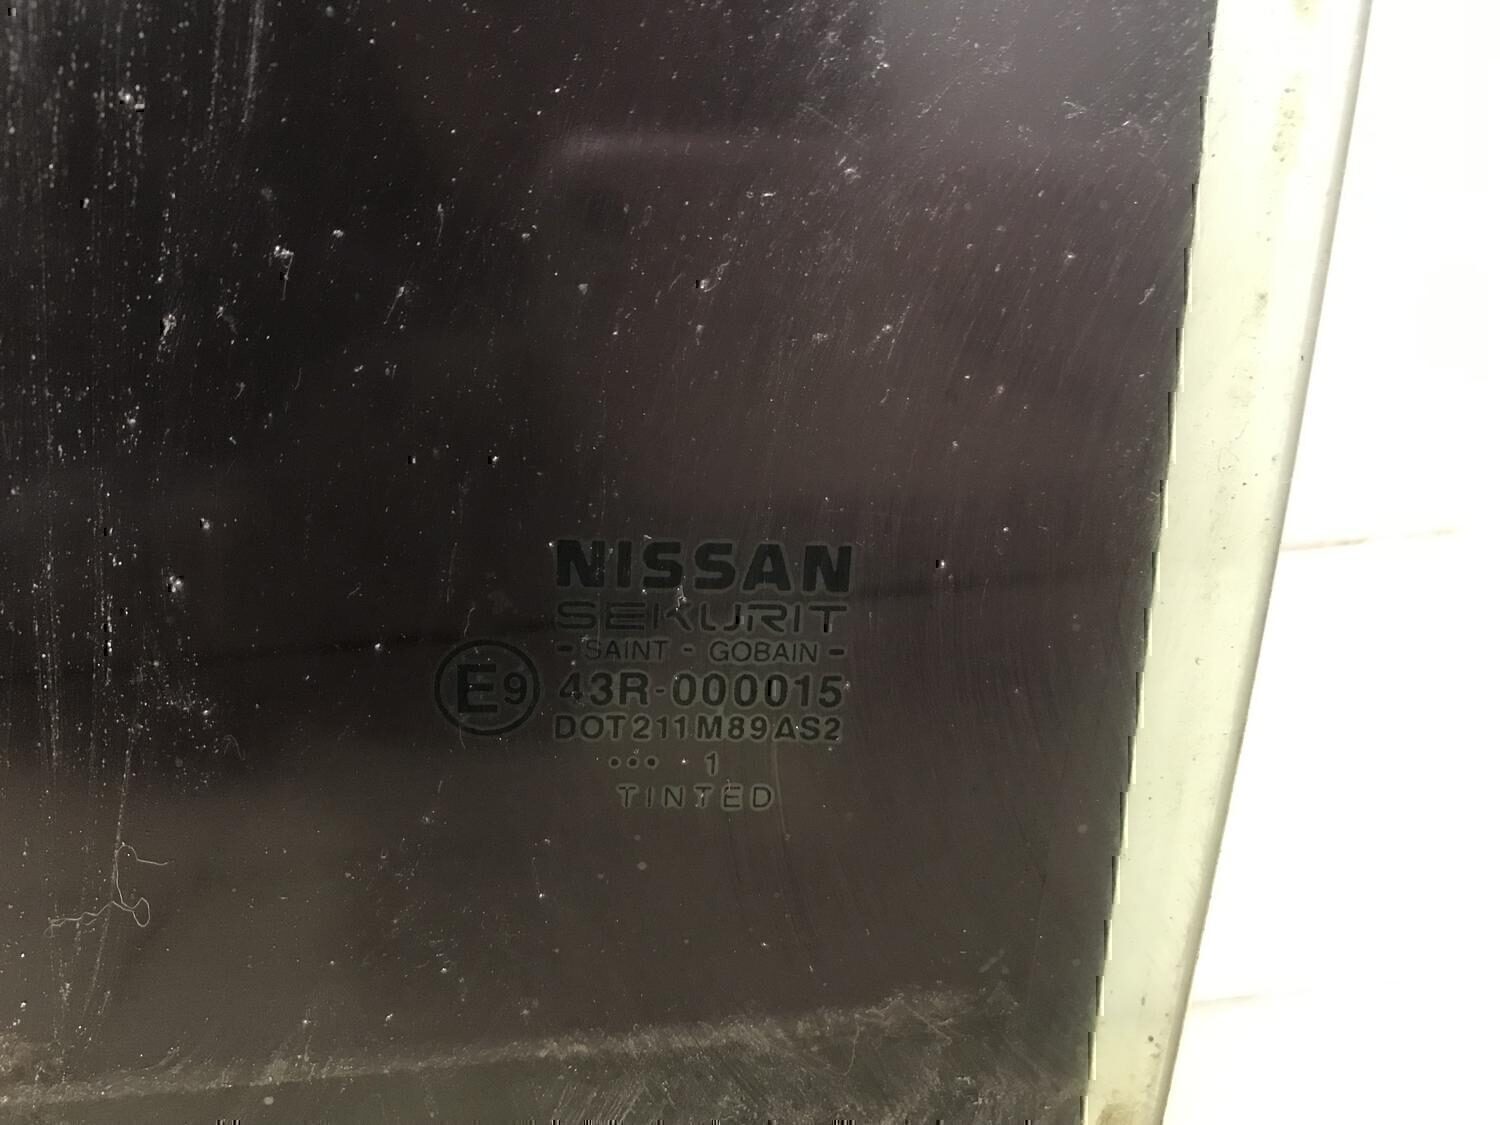 NISSAN
SEKURIT
- SAINT - GOBAIN -
E9 43R-000015
DOT211M89AS2
••• • 1
TINTED